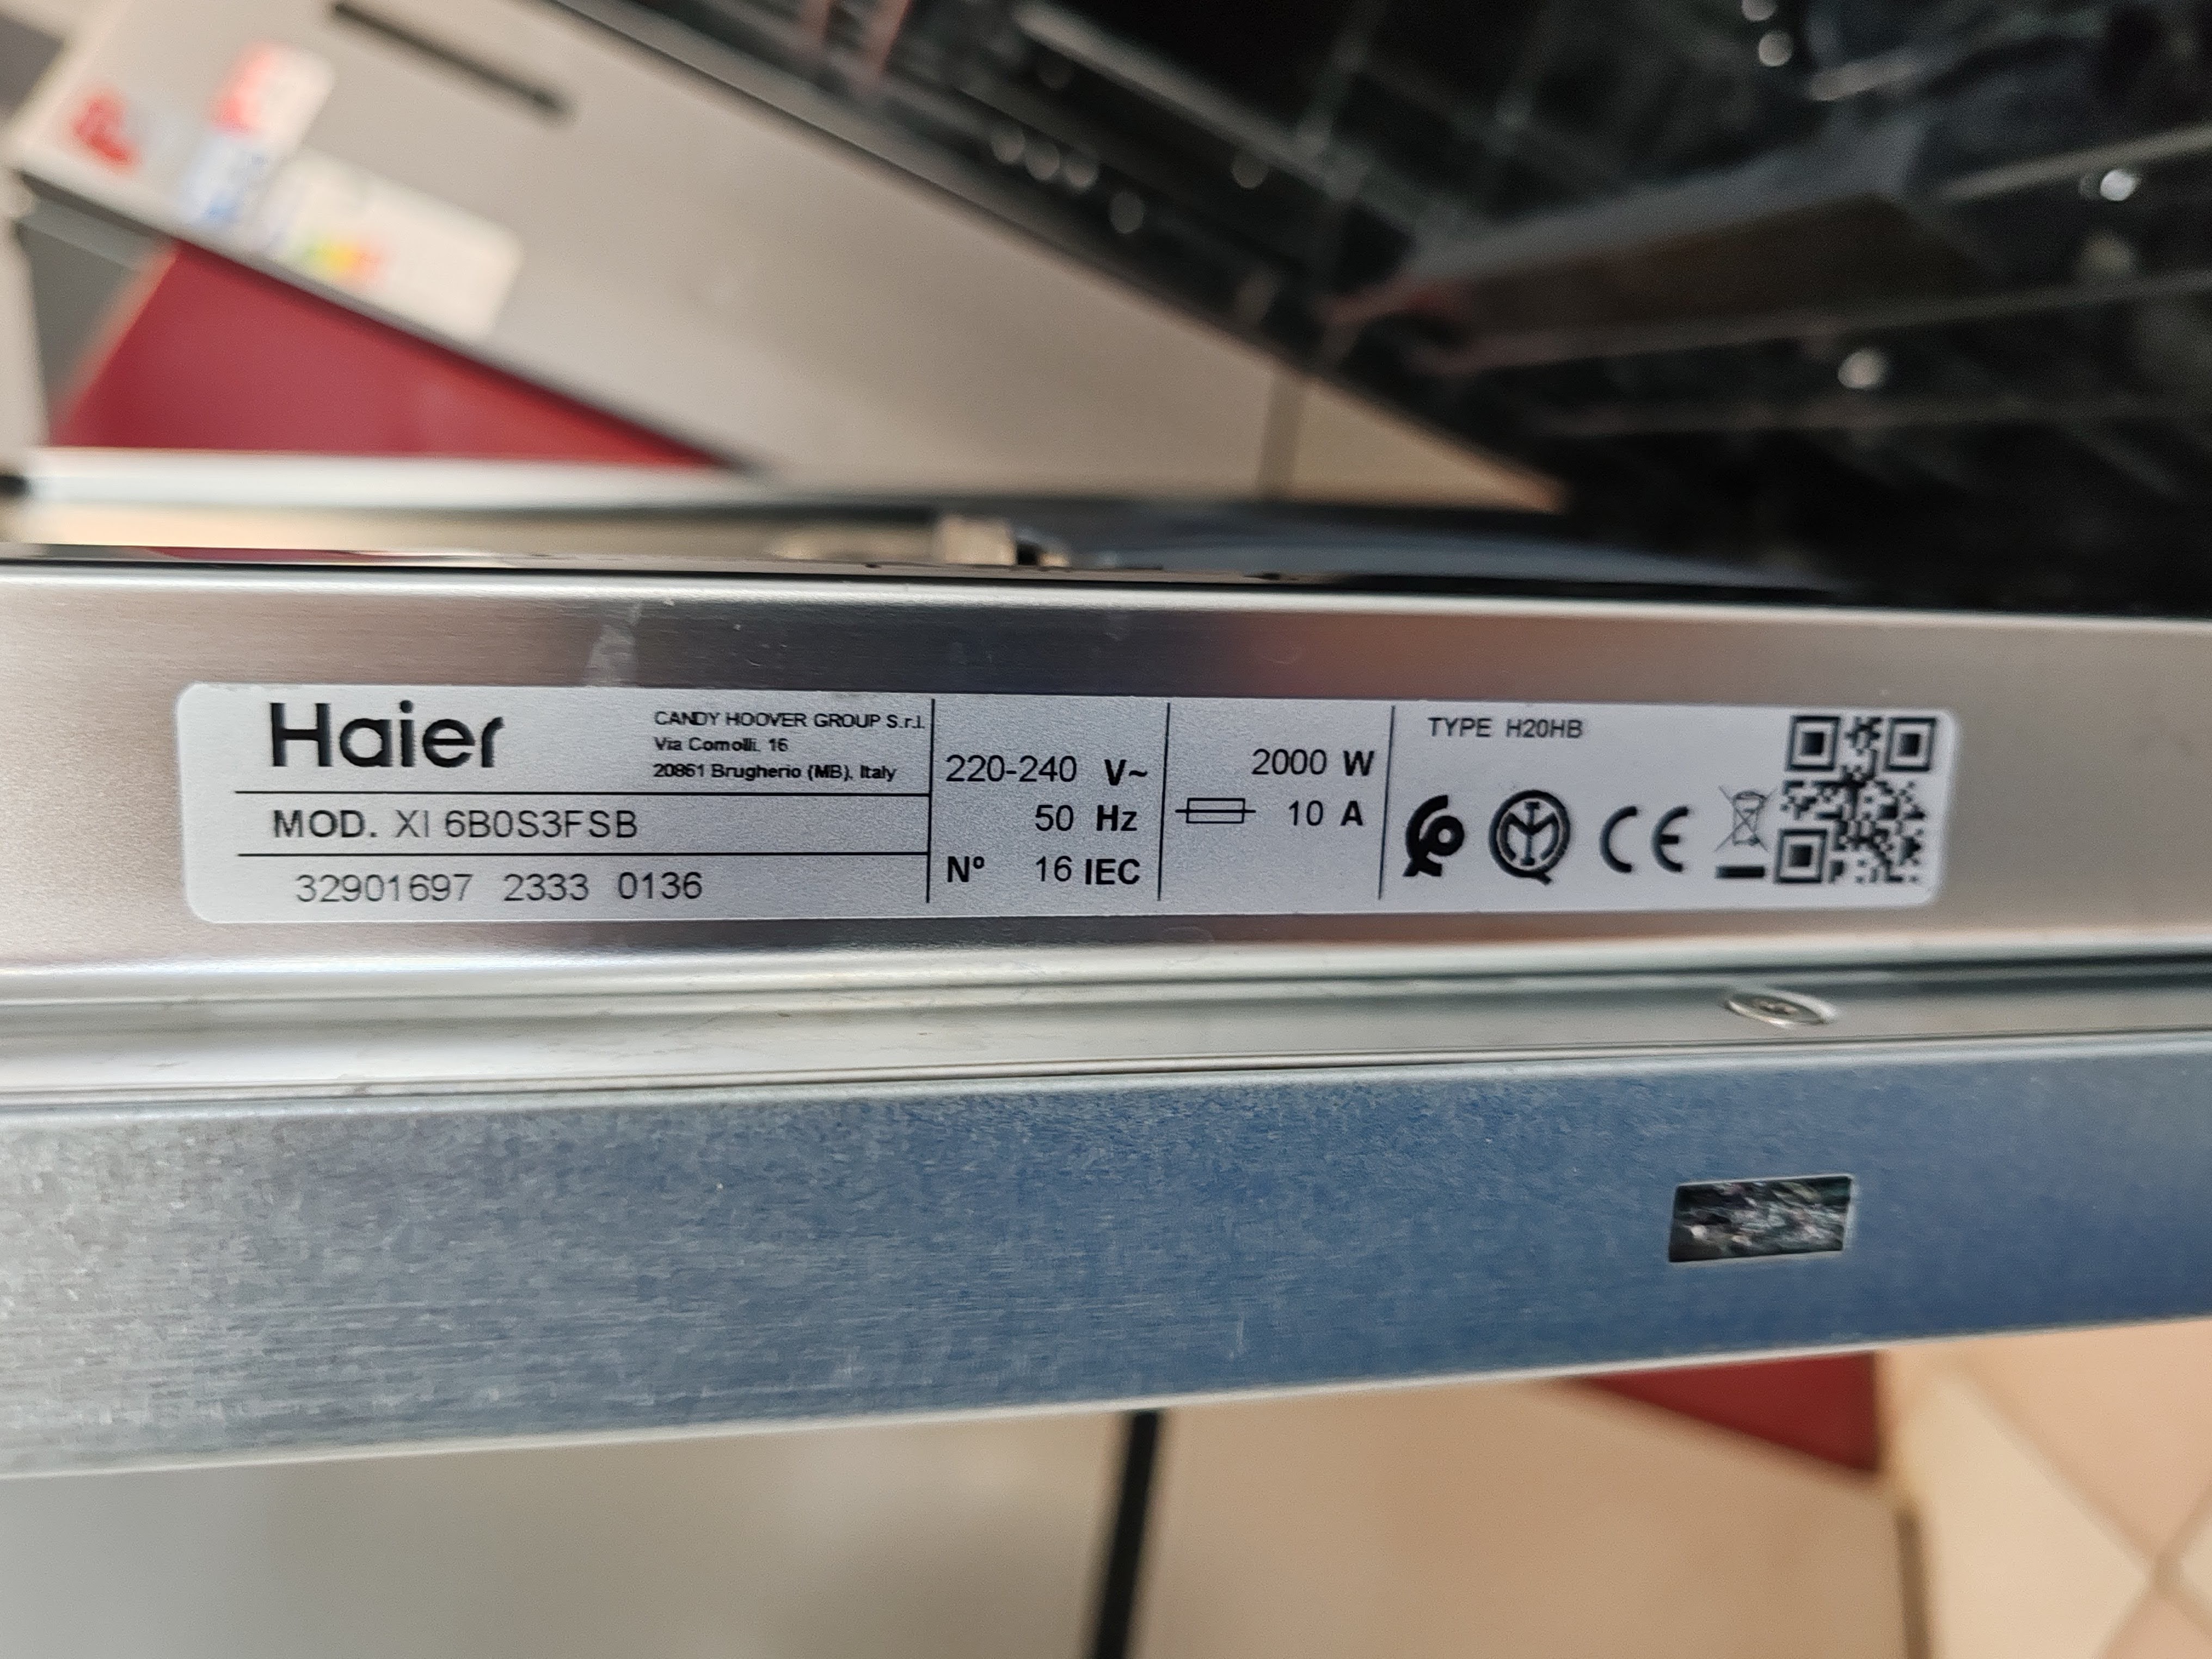 Haier
CANDY HOOVER GROUP S.r.l.
Via Comolli, 16
20861 Brugherio (MB), Italy
MOD. XI 6B0S3FSB
32901697 2333 0136
220-240 V~
50 Hz
Nº 16 IEC
2000 W
10 A
TYPE H20HB
CE